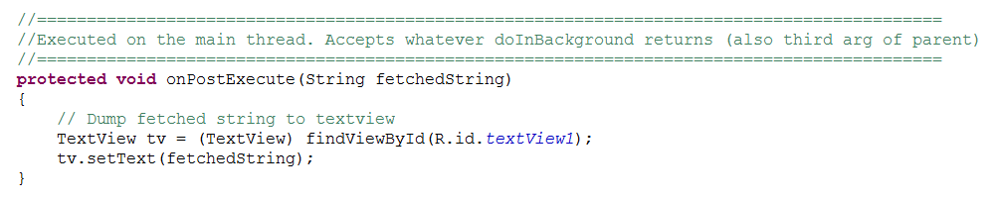 //===========================================================================================
//Executed on the main thread. Accepts whatever doInBackground returns (also third arg of parent)
//===========================================================================================
protected void onPostExecute(String fetchedString)
{
    // Dump fetched string to textview
    TextView tv = (TextView) findViewById(R.id.textView1);
    tv.setText(fetchedString);
}